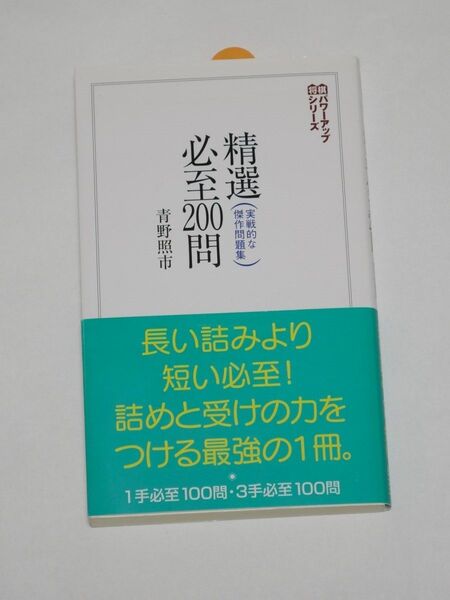 将棋パワーアップ
シリーズ
精選
必至200問
(実戦的な
傑作問題集)
青野照市
長い詰みより
短い必至!
詰めと受けの力を
つける最強の1冊。
1手必至100問・3手必至100問